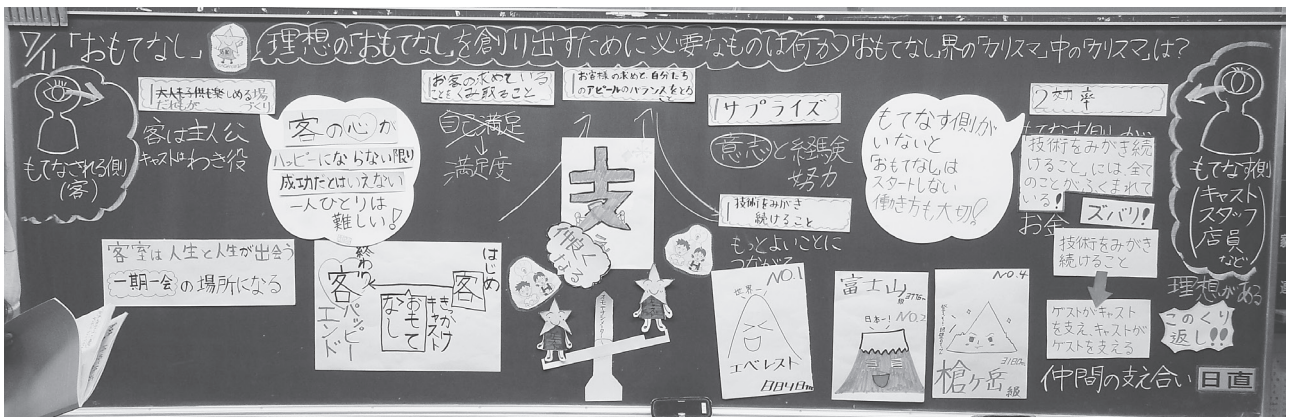 7/11「おもてなし」
理想の「おもてなし」を創り出すために必要なものは何か
「おもてなし」界の「カリスマ」中の「カリスマ」は?
もてなされる側
(客)
大人も子供も楽しめる場
客は主人公
キャストわき役
客の心が
ハッピーにならない限り
成功だとはいえない
一人ひとりは
難しい!
お客の求めている
ことをくみ取ること
自己満足
↓
満足度
お客様の求めと、自分たち
のアピールのバランスをとる
こと
支
仲良く
なる
1サプライズ
意志と経験
努力
技術をみがき
続けること
もっとよいことに
つながる
もてなす側が
いないと
「おもてなし」は
スタートしない
働き方も大切!
2効率
「技術をみがき続
けること」には、全て
のことがふくまれて
いる!
お金
ズバリ!
技術をみがき
続けること
ゲストがキャスト
を支え、キャストが
ゲストを支える
仲間の支え合い
もてなす側
(キャスト
スタッフ
店員
など)
理想がある
このくり
返し!!
日直
客室は人生と人生が出会う
一期一会の場所になる
はじめ
客
きっかけ
キャスト
おもて
なし
終わり
客
ハッピー
エンド
NO.1
世界一
エベレスト
8848m
富士山
3776m
級
日本一!
NO.2
NO.4
3180m
槍ヶ岳
級